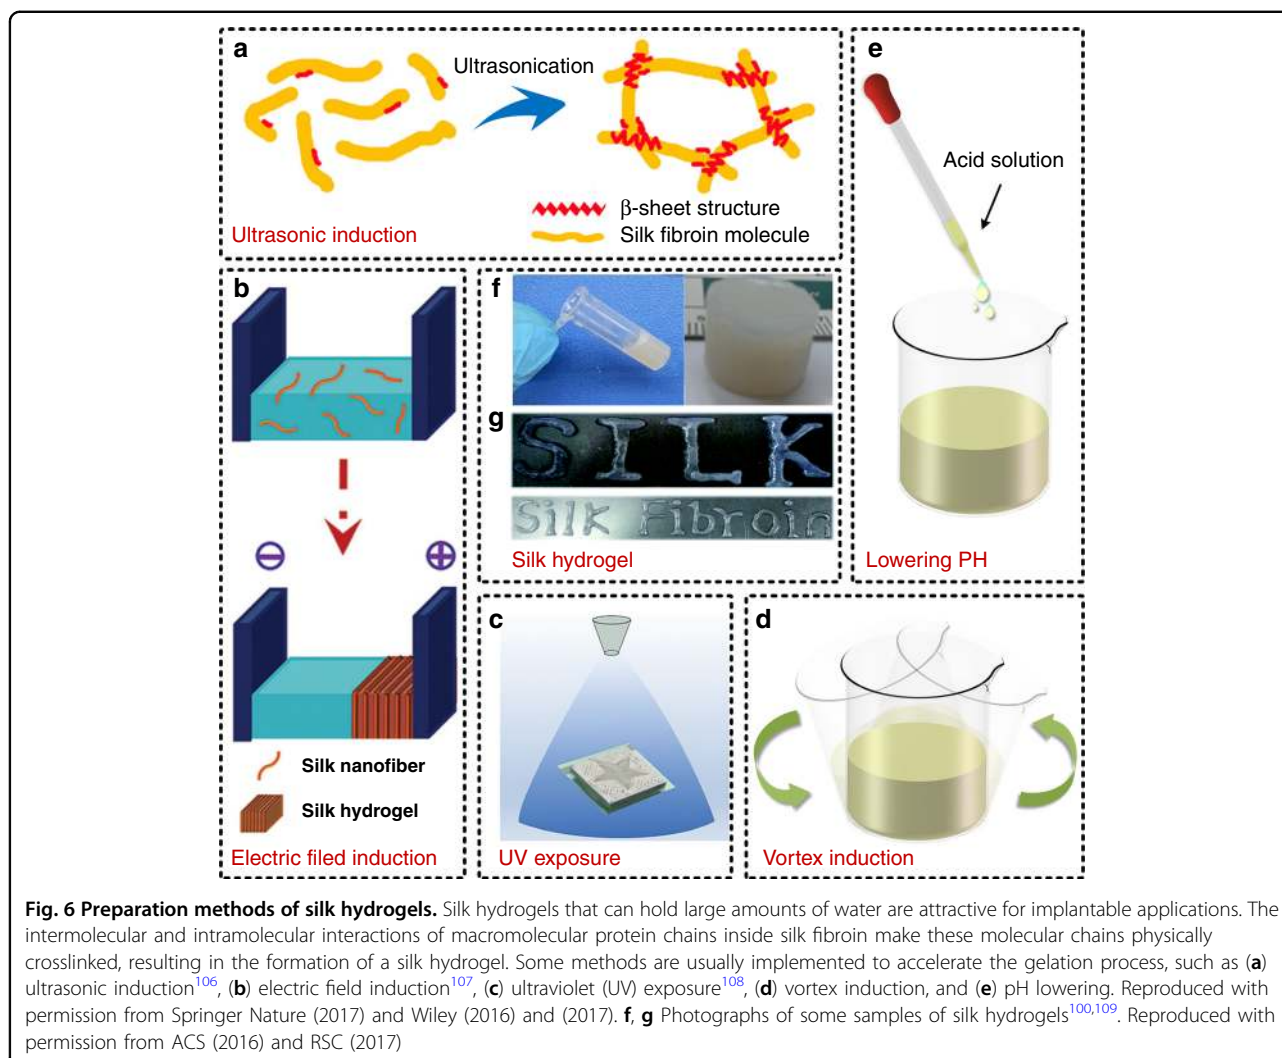 a
Ultrasonication
β-sheet structure
Silk fibroin molecule
Ultrasonic induction
b
Silk nanofiber
Silk hydrogel
Electric filed induction
f
g
SILK
Silk Fibroin
Silk hydrogel
c
UV exposure
d
Vortex induction
e
Acid solution
Lowering PH
Fig. 6 Preparation methods of silk hydrogels. Silk hydrogels that can hold large amounts of water are attractive for implantable applications. The
intermolecular and intramolecular interactions of macromolecular protein chains inside silk fibroin make these molecular chains physically
crosslinked, resulting in the formation of a silk hydrogel. Some methods are usually implemented to accelerate the gelation process, such as (a)
ultrasonic induction106, (b) electric field induction107, (c) ultraviolet (UV) exposure108, (d) vortex induction, and (e) pH lowering. Reproduced with
permission from Springer Nature (2017) and Wiley (2016) and (2017). f, g Photographs of some samples of silk hydrogels100,109. Reproduced with
permission from ACS (2016) and RSC (2017)